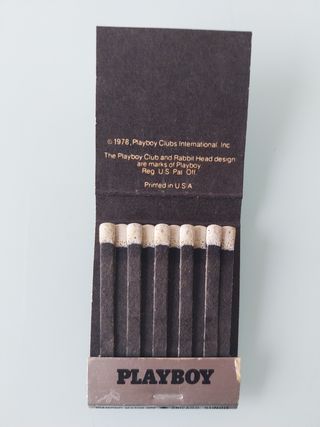 © 1978, Playboy Clubs International, Inc
The Playboy Club and Rabbit Head design
are marks of Playboy
Reg. U.S. Pat. Off.
Printed in U.S.A.
PLAYBOY